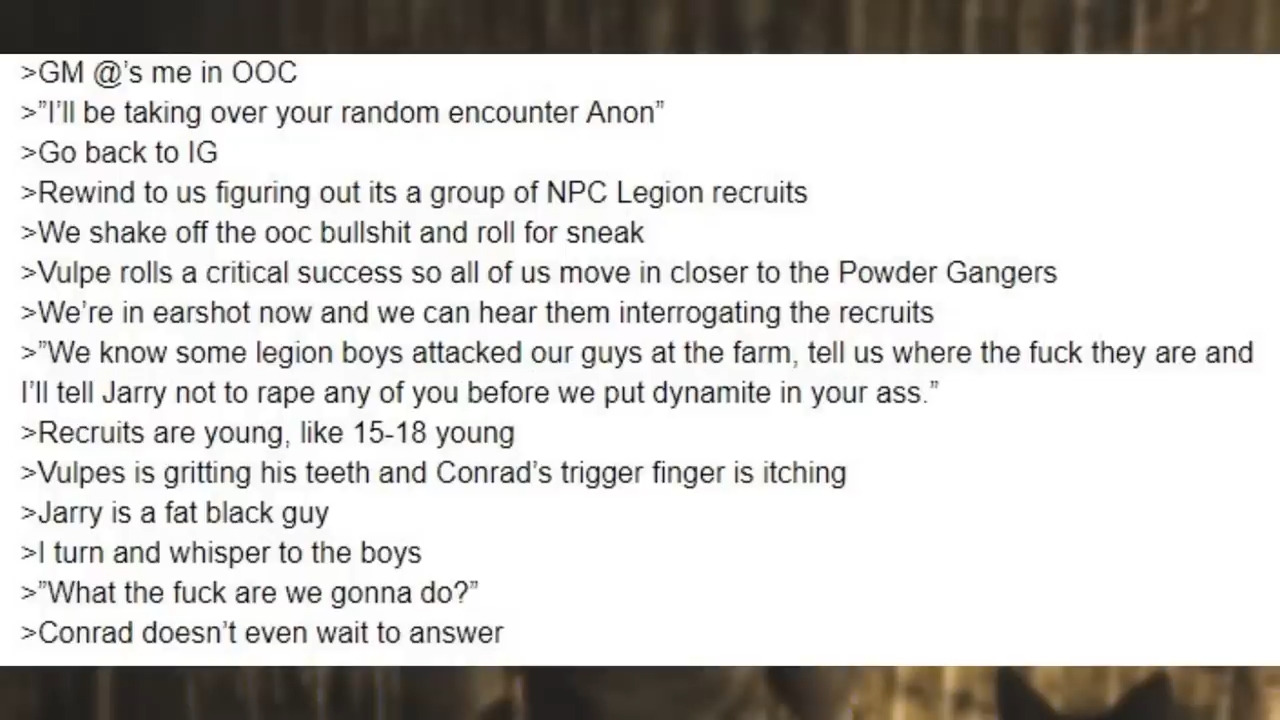 >GM @’s me in OOC
>”I’ll be taking over your random encounter Anon”
>Go back to IG
>Rewind to us figuring out its a group of NPC Legion recruits
>We shake off the ooc bullshit and roll for sneak
>Vulpe rolls a critical success so all of us move in closer to the Powder Gangers
>We’re in earshot now and we can hear them interrogating the recruits
>”We know some legion boys attacked our guys at the farm, tell us where the fuck they are and
I’ll tell Jarry not to rape any of you before we put dynamite in your ass.”
>Recruits are young, like 15-18 young
>Vulpes is gritting his teeth and Conrad’s trigger finger is itching
>Jarry is a fat black guy
>I turn and whisper to the boys
>”What the fuck are we gonna do?”
>Conrad doesn’t even wait to answer